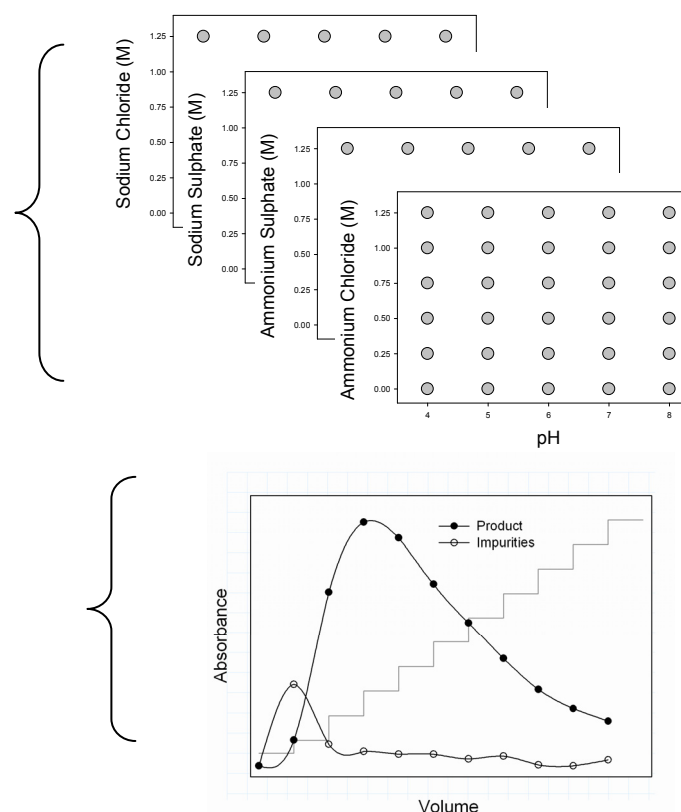 Sodium Chloride (M)
1.25
1.00
0.75
0.50
0.25
0.00
Sodium Sulphate (M)
1.25
1.00
0.75
0.50
0.25
0.00
Ammonium Sulphate (M)
1.25
1.00
0.75
0.50
0.25
0.00
Ammonium Chloride (M)
1.25
1.00
0.75
0.50
0.25
0.00
4 5 6 7 8
pH
Product
Impurities
Absorbance
Volume